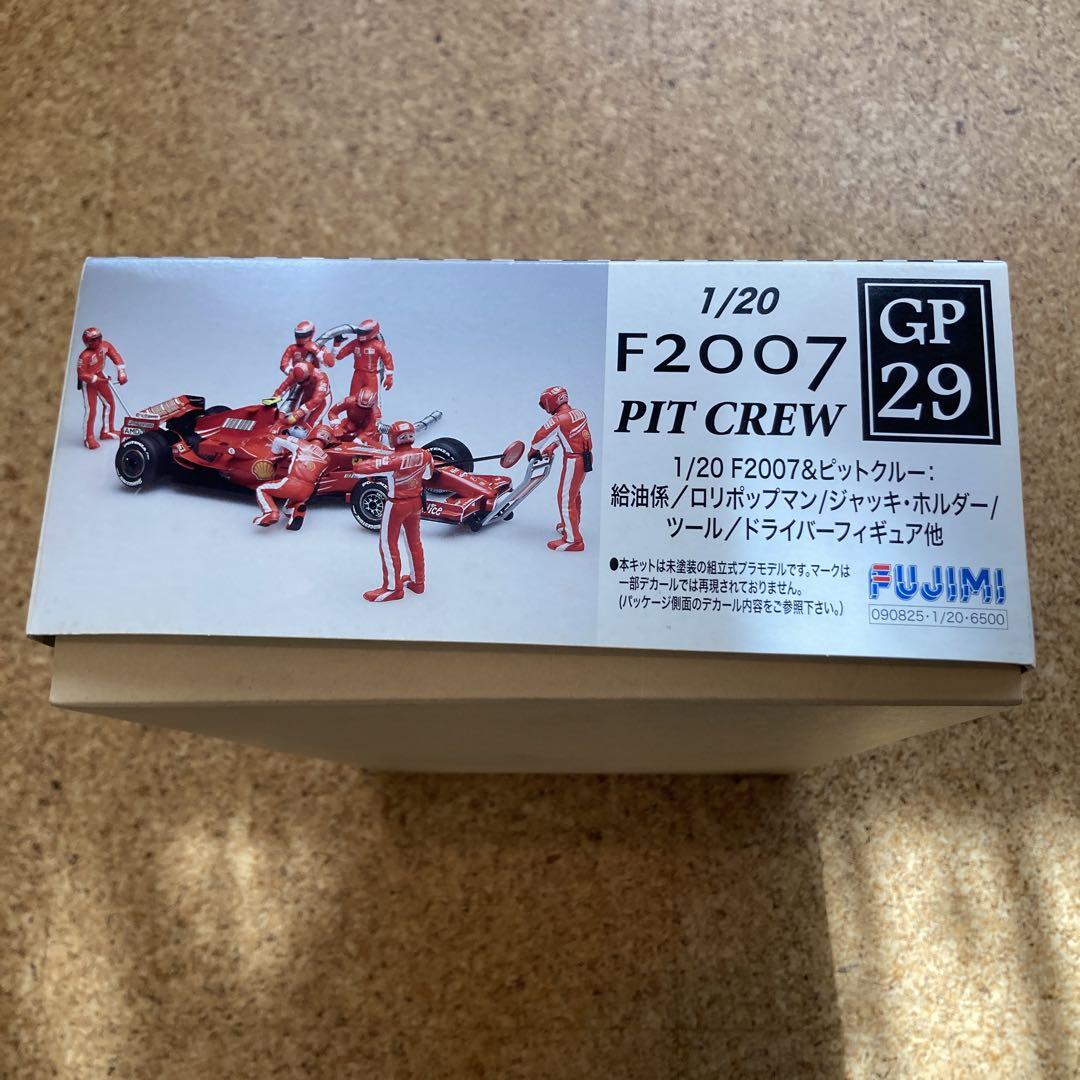 1/20
F2007
PIT CREW
GP
29
1/20 F2007&ピットクルー:
給油係/ロリポップマン/ジャッキ・ホルダー/
ツール/ドライバーフィギュア他
●本キットは未塗装の組立式プラモデルです。マークは
一部デカールでは再現されておりません。
(パッケージ側面のデカール内容をご参照下さい。)
FUJIMI
090825・1/20・6500
AMD